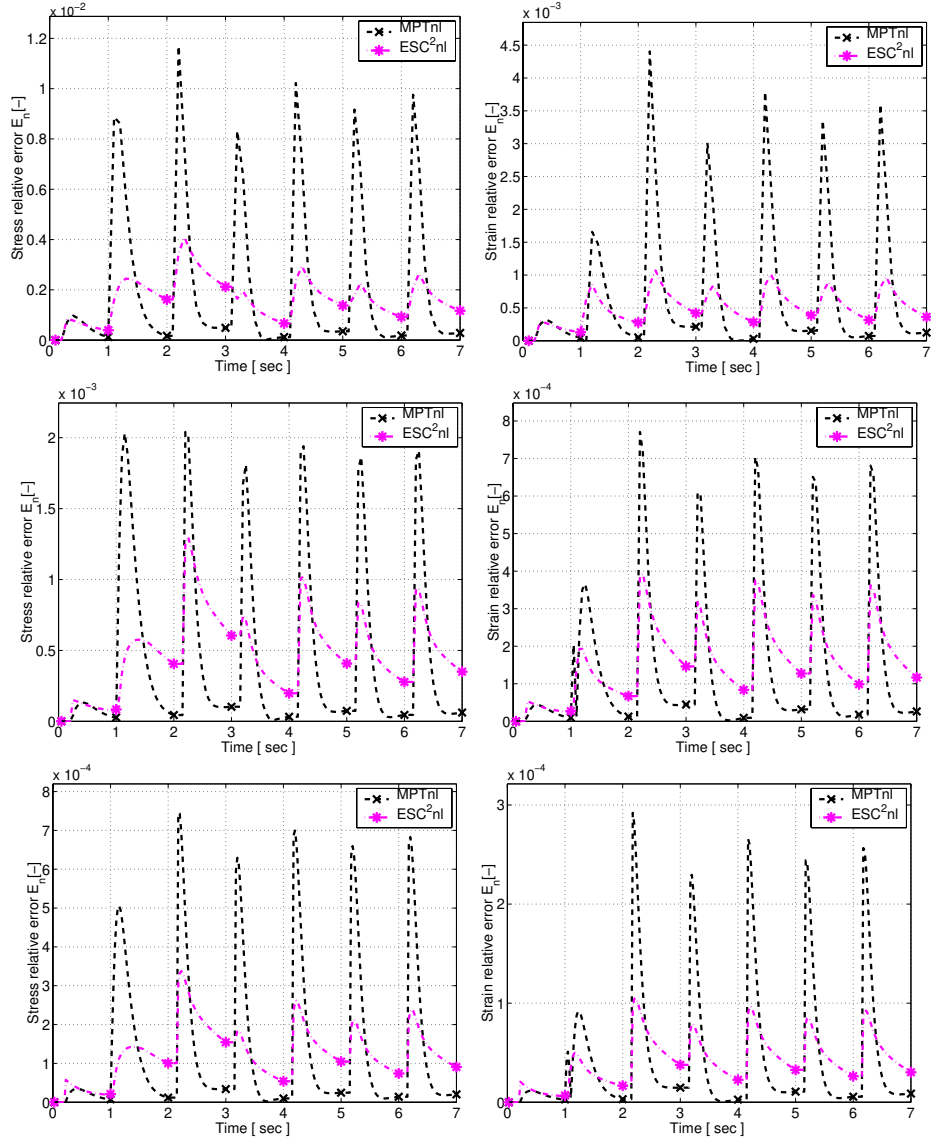 x 10⁻²
MPTnl
ESC²nl
1.2
1
0.8
0.6
0.4
0.2
0
Stress relative error Eₙ[−]
0 1 2 3 4 5 6 7
Time [ sec ]
x 10⁻³
MPTnl
ESC²nl
4.5
4
3.5
3
2.5
2
1.5
1
0.5
0
Strain relative error Eₙ[−]
0 1 2 3 4 5 6 7
Time [ sec ]
x 10⁻³
MPTnl
ESC²nl
2
1.5
1
0.5
0
Stress relative error Eₙ[−]
0 1 2 3 4 5 6 7
Time [ sec ]
x 10⁻⁴
MPTnl
ESC²nl
8
7
6
5
4
3
2
1
0
Strain relative error Eₙ[−]
0 1 2 3 4 5 6 7
Time [ sec ]
x 10⁻⁴
MPTnl
ESC²nl
8
7
6
5
4
3
2
1
0
Stress relative error Eₙ[−]
0 1 2 3 4 5 6 7
Time [ sec ]
x 10⁻⁴
MPTnl
ESC²nl
3
2
1
0
Strain relative error Eₙ[−]
0 1 2 3 4 5 6 7
Time [ sec ]